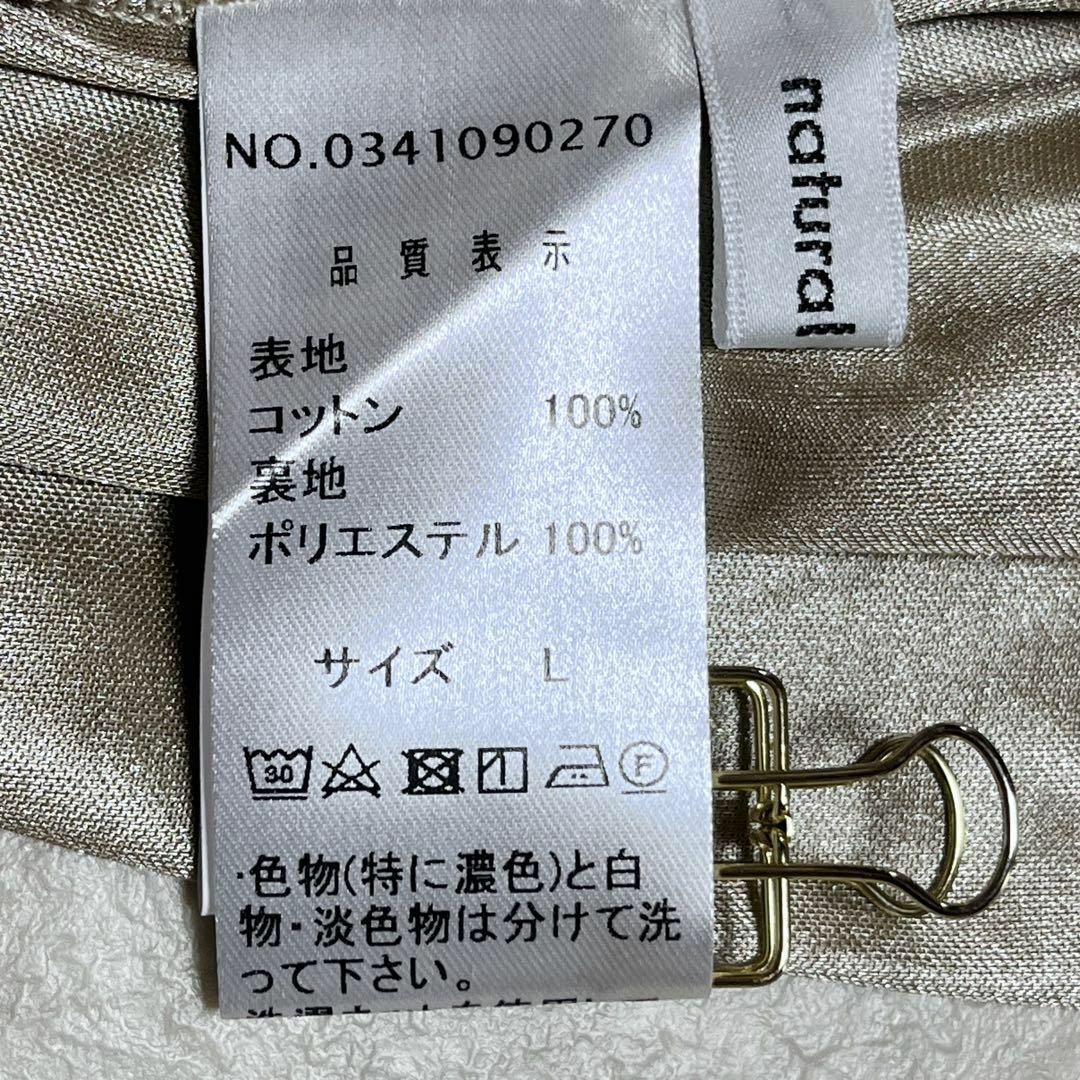 NO.0341090270
品質表示
表地
コットン 100%
裏地
ポリエステル 100%
サイズ L
30 F
・色物(特に濃色)と白
物・淡色物は分けて洗
って下さい。
natural